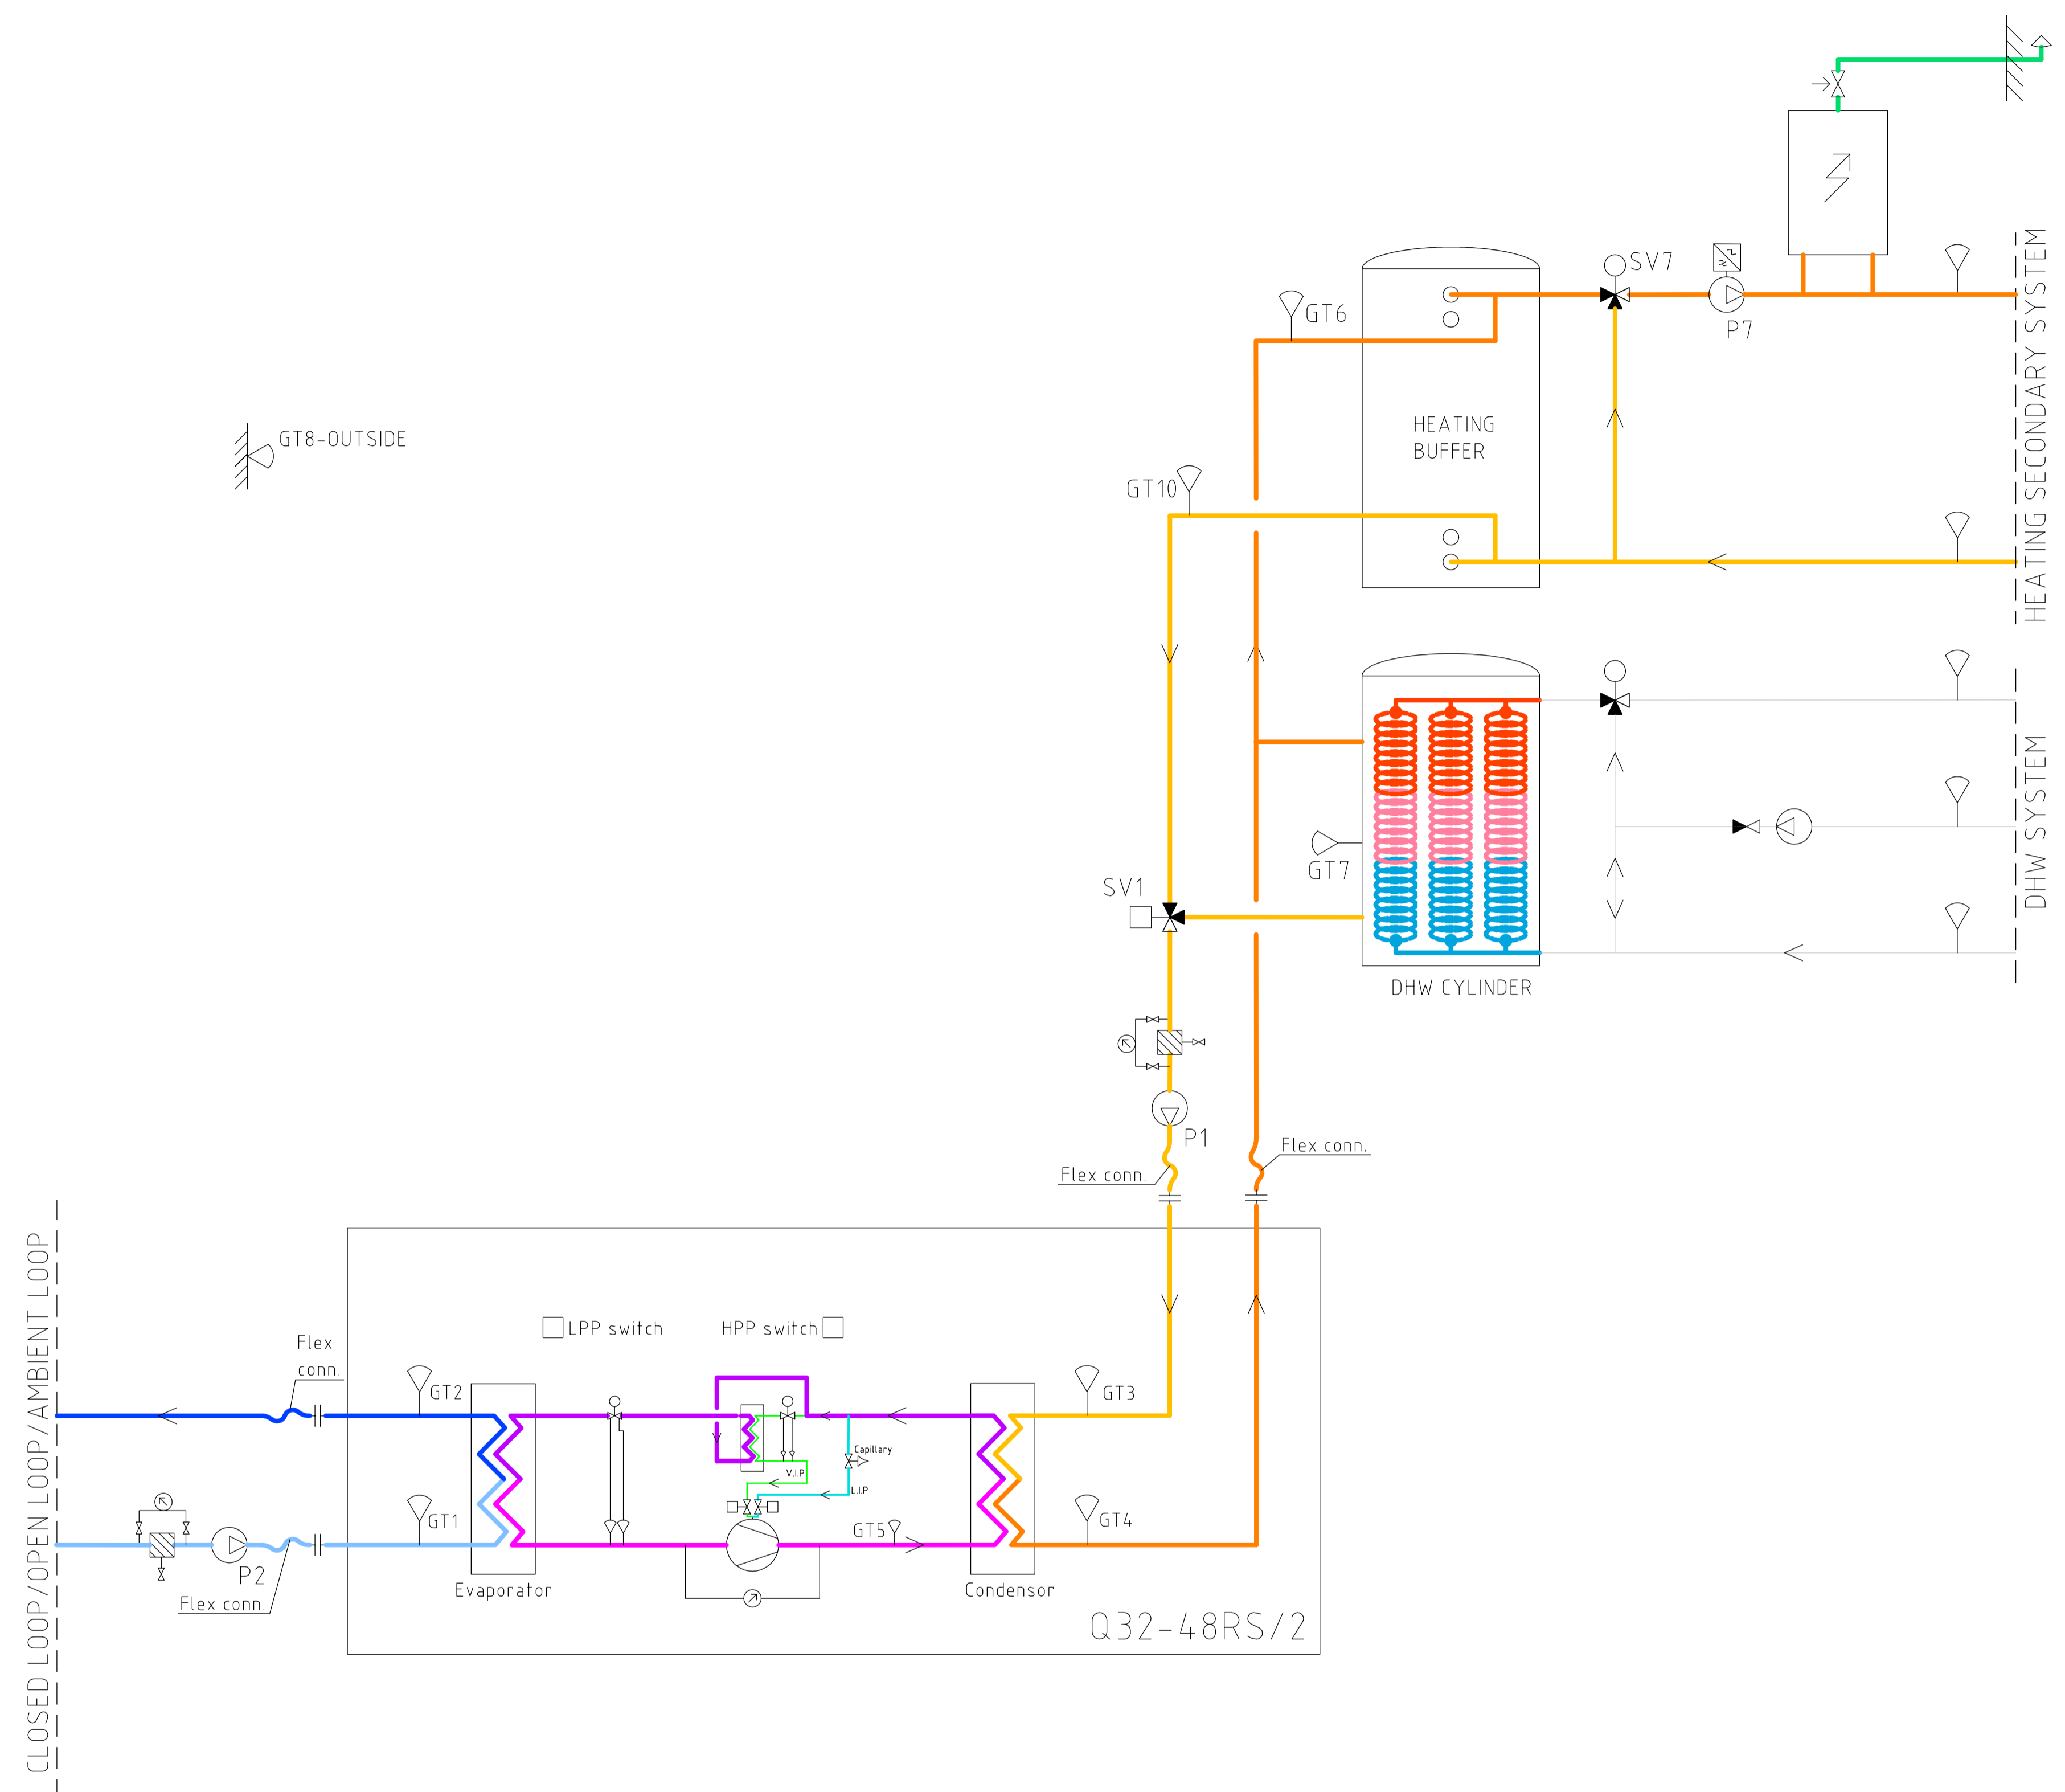 SV7
P7
HEATING SECONDARY SYSTEM
GT6
GT8-OUTSIDE
HEATING
BUFFER
GT10
DHW SYSTEM
GT7
SV1
DHW CYLINDER
P1
Flex conn.
Flex conn.
CLOSED LOOP/OPEN LOOP/AMBIENT LOOP
Flex
conn.
LPP switch
HPP switch
GT2
GT3
Capillary
V.I.P
L.I.P
GT1
GT5
GT4
P2
Flex conn.
Evaporator
Condensor
Q32-48RS/2